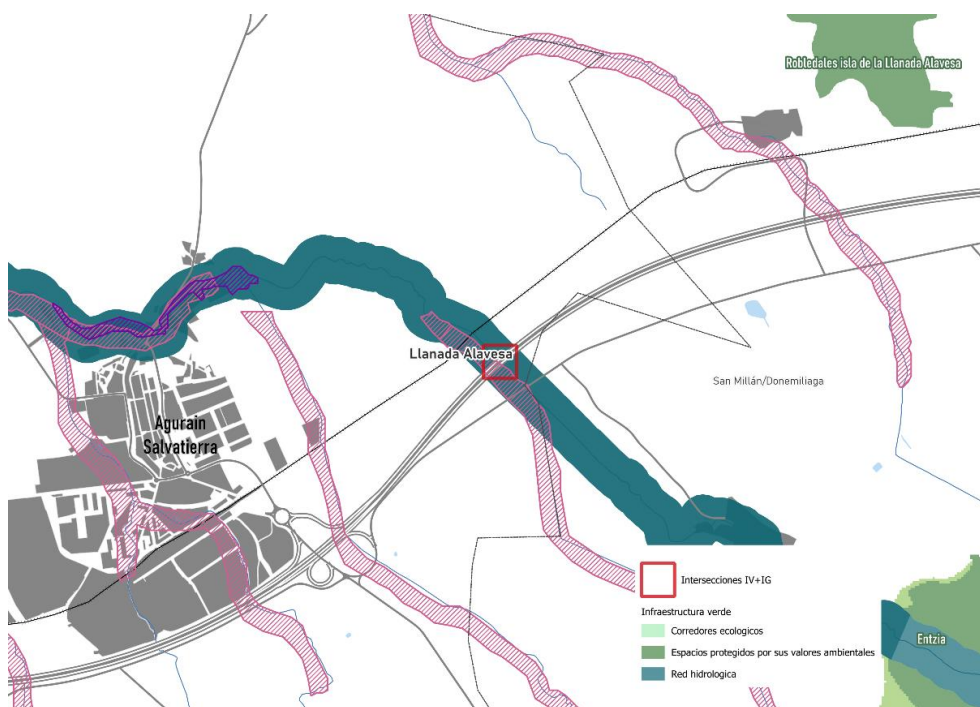 Robledales isla de la Llanada Alavesa
Llanada Alavesa
San Millán/Donemiliaga
Agurain
Salvatierra
Intersecciones IV+IG
Infraestructura verde
Corredores ecologicos
Espacios protegidos por sus valores ambientales
Red hidrologica
Entzia